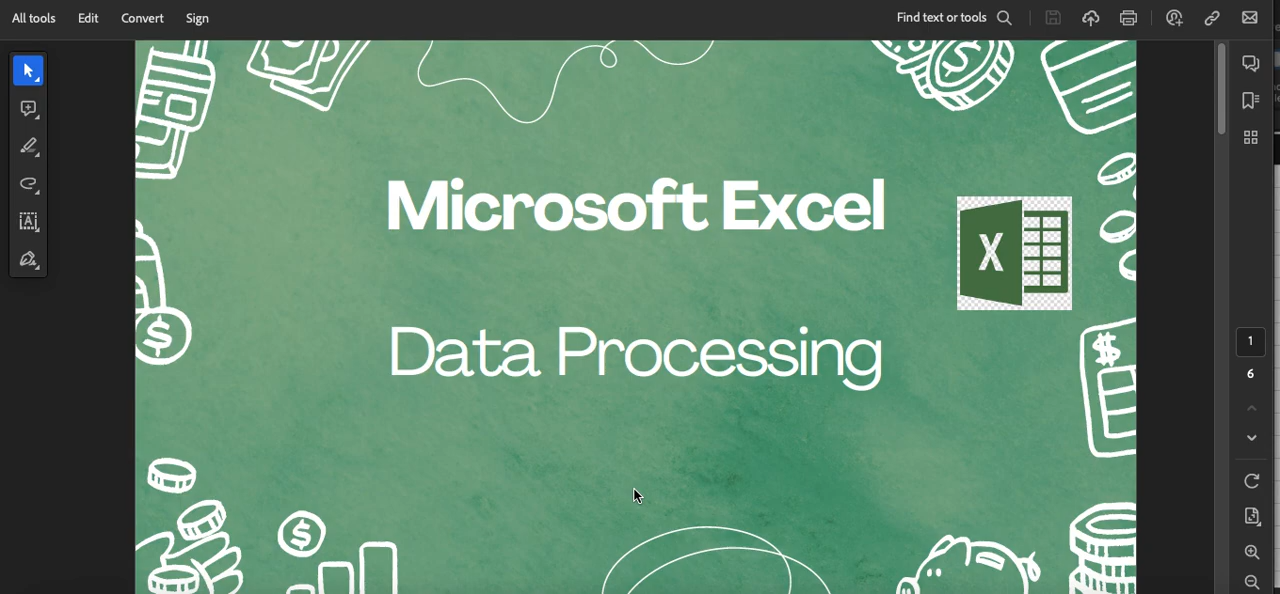 All tools Edit Convert Sign Find text or tools
Microsoft Excel
X
Data Processing
$
$
$
$
1
6